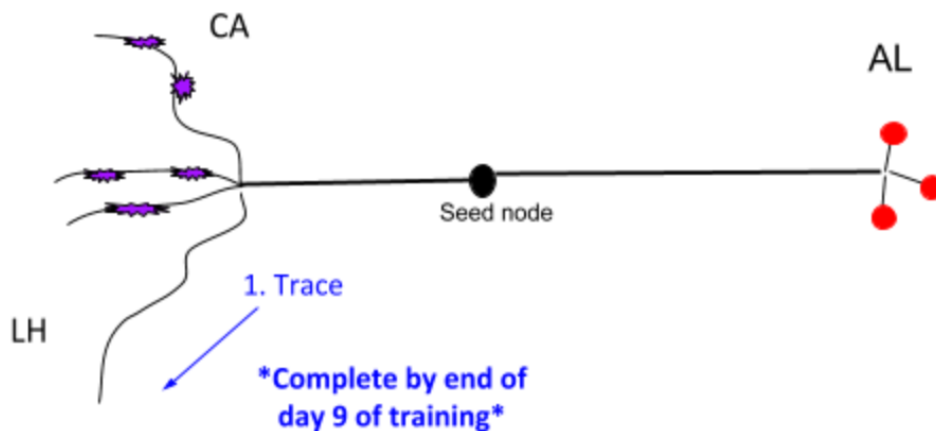 CA
AL
Seed node
1. Trace
LH
*Complete by end of
day 9 of training*